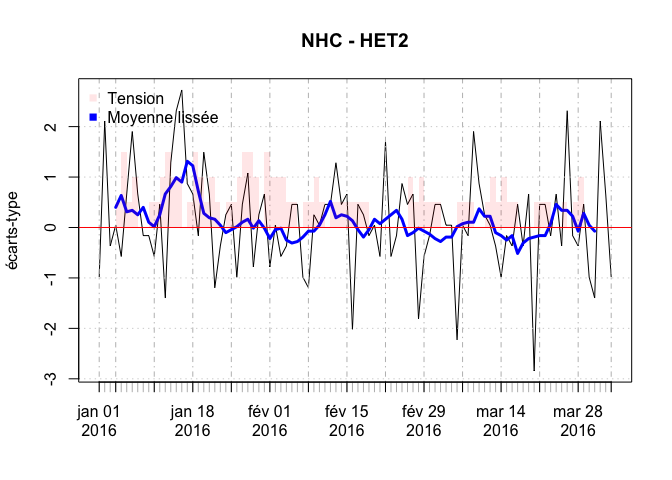 NHC - HET2
Tension
Moyenne lissée
écarts-type
2
1
0
-1
-2
-3
jan 01 jan 18 fév 01 fév 15 fév 29 mar 14 mar 28
2016 2016 2016 2016 2016 2016 2016